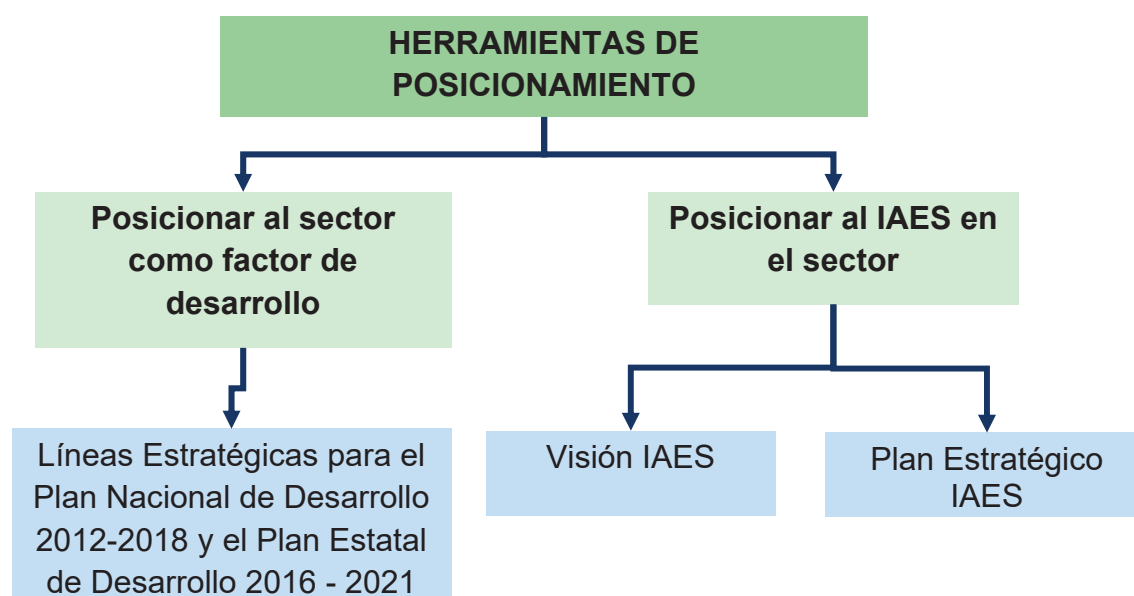 HERRAMIENTAS DE
POSICIONAMIENTO
Posicionar al sector
como factor de
desarrollo
Posicionar al IAES en
el sector
Líneas Estratégicas para el
Plan Nacional de Desarrollo
2012-2018 y el Plan Estatal
de Desarrollo 2016 - 2021
Visión IAES
Plan Estratégico
IAES